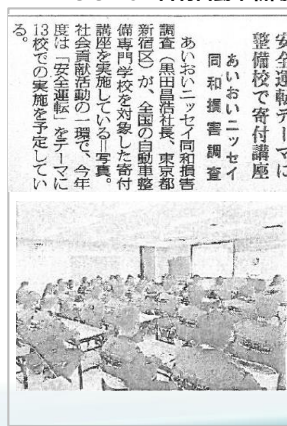 安全運転テーマに
整備校で寄付講座
あいおいニッセイ
同和損害調査
あいおいニッセイ同和損害
調査（黒田昌浩社長、東京都
新宿区）が、全国の自動車整
備専門学校を対象した寄付
講座を実施している＝写真。
社会貢献活動の一環で、今年
度は「安全運転」をテーマに
13校での実施を予定してい
る。